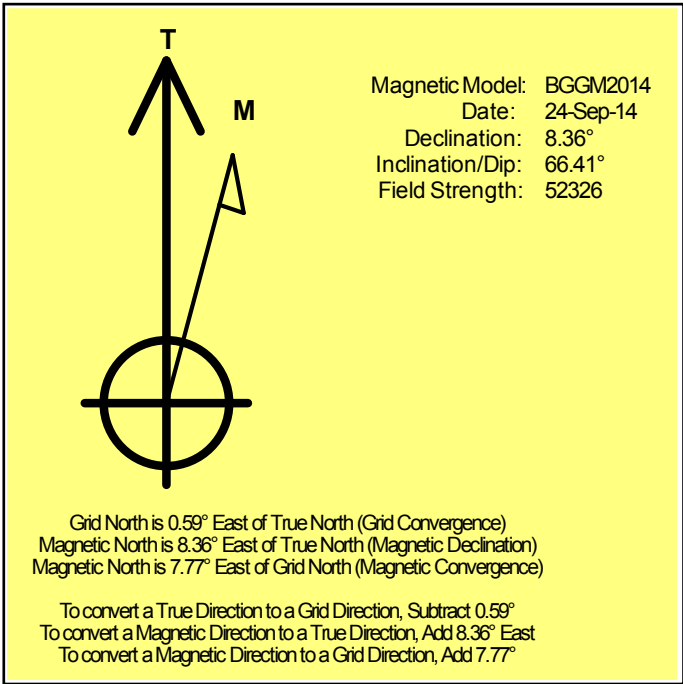 T
M
Magnetic Model: BGGM2014
Date: 24-Sep-14
Declination: 8.36°
Inclination/Dip: 66.41°
Field Strength: 52326
Grid North is 0.59° East of True North (Grid Convergence)
Magnetic North is 8.36° East of True North (Magnetic Declination)
Magnetic North is 7.77° East of Grid North (Magnetic Convergence)
To convert a True Direction to a Grid Direction, Subtract 0.59°
To convert a Magnetic Direction to a True Direction, Add 8.36° East
To convert a Magnetic Direction to a Grid Direction, Add 7.77°